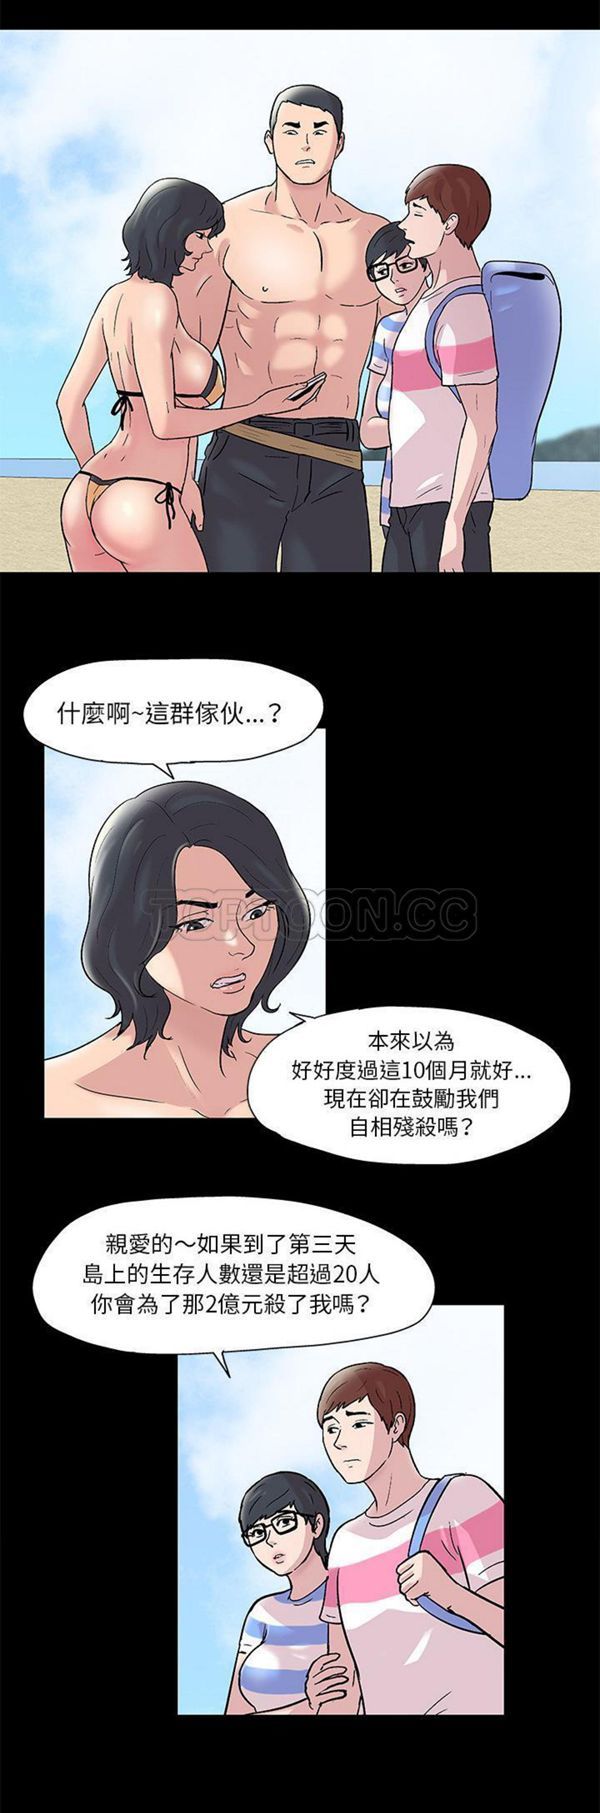 什麼啊~這群傢伙...？
TOPTOON.CC
本來以為
好好度過這10個月就好...
現在卻在鼓勵我們
自相殘殺嗎？
親愛的～如果到了第三天
島上的生存人數還是超過20人
你會為了那2億元殺了我嗎？